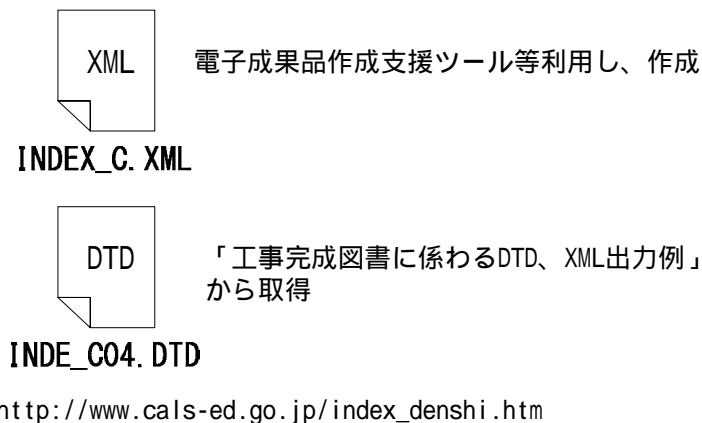 XML
電子成果品作成支援ツール等利用し、作成
INDEX_C.XML
DTD
「工事完成図書に係わるDTD、XML出力例」
から取得
INDE_C04.DTD
http://www.cals-ed.go.jp/index_denshi.htm